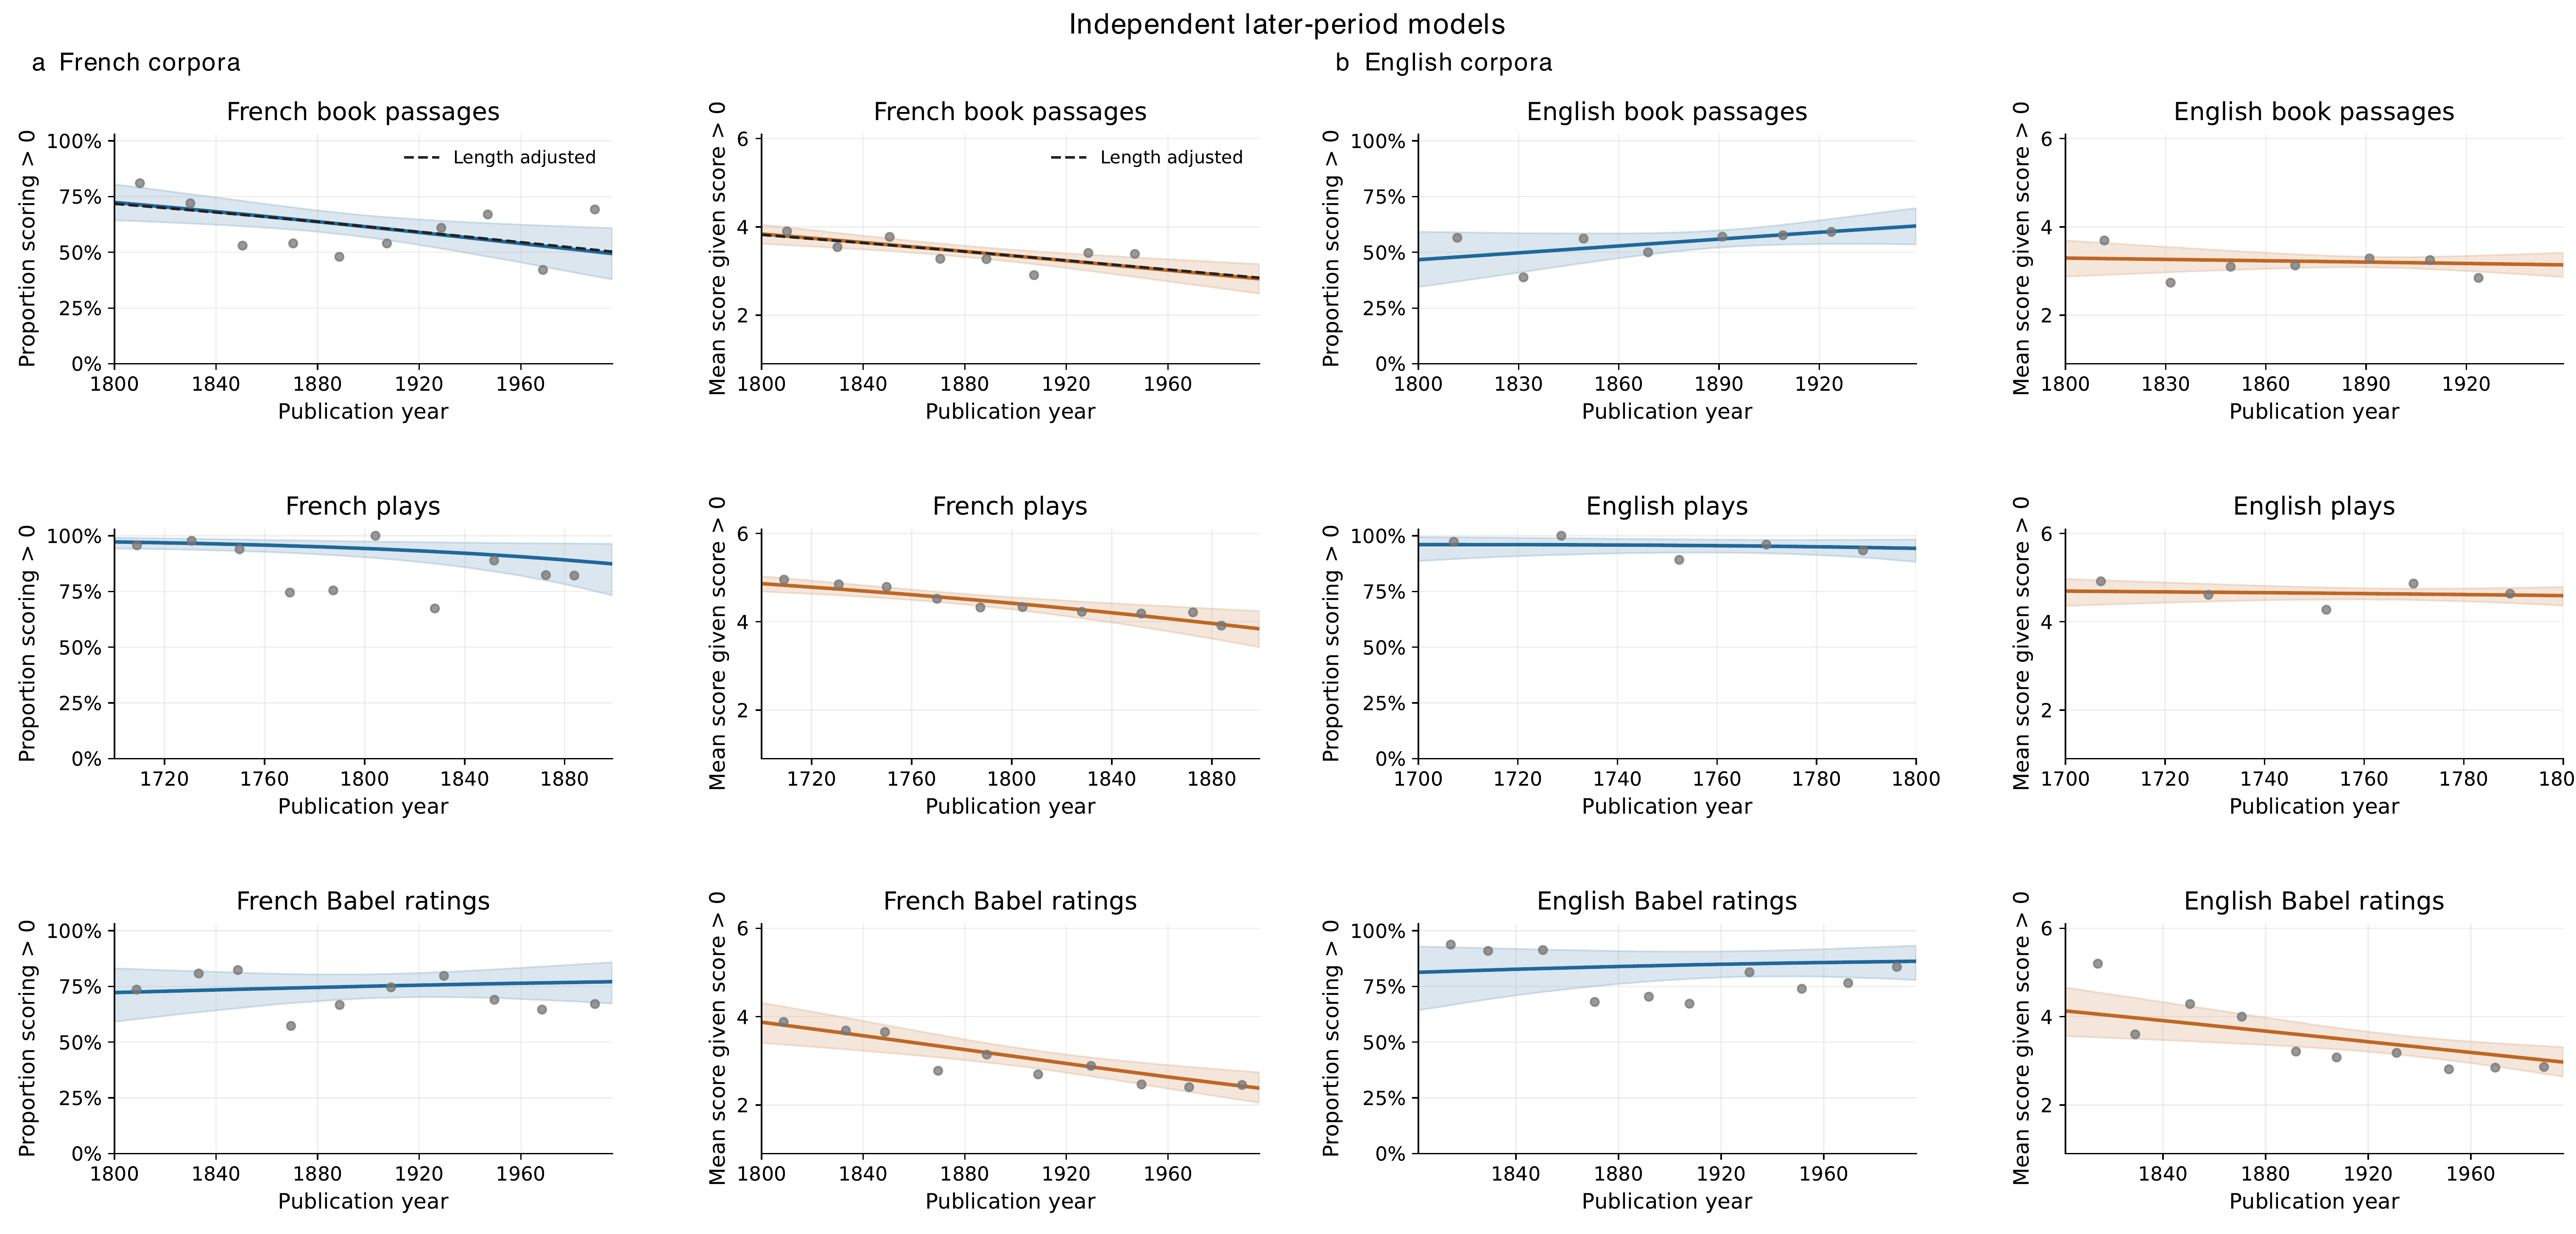 Independent later-period models
a French corpora
b English corpora
French book passages
Proportion scoring > 0
100%
75%
50%
25%
0%
Length adjusted
1800 1840 1880 1920 1960
Publication year
French book passages
Mean score given score > 0
6
4
2
Length adjusted
1800 1840 1880 1920 1960
Publication year
English book passages
Proportion scoring > 0
100%
75%
50%
25%
0%
1800 1830 1860 1890 1920
Publication year
English book passages
Mean score given score > 0
6
4
2
1800 1830 1860 1890 1920
Publication year
French plays
Proportion scoring > 0
100%
75%
50%
25%
0%
1720 1760 1800 1840 1880
Publication year
French plays
Mean score given score > 0
6
4
2
1720 1760 1800 1840 1880
Publication year
English plays
Proportion scoring > 0
100%
75%
50%
25%
0%
1700 1720 1740 1760 1780 1800
Publication year
English plays
Mean score given score > 0
6
4
2
1700 1720 1740 1760 1780 180
Publication year
French Babel ratings
Proportion scoring > 0
100%
75%
50%
25%
0%
1800 1840 1880 1920 1960
Publication year
French Babel ratings
Mean score given score > 0
6
4
2
1800 1840 1880 1920 1960
Publication year
English Babel ratings
Proportion scoring > 0
100%
75%
50%
25%
0%
1840 1880 1920 1960
Publication year
English Babel ratings
Mean score given score > 0
6
4
2
1840 1880 1920 1960
Publication year